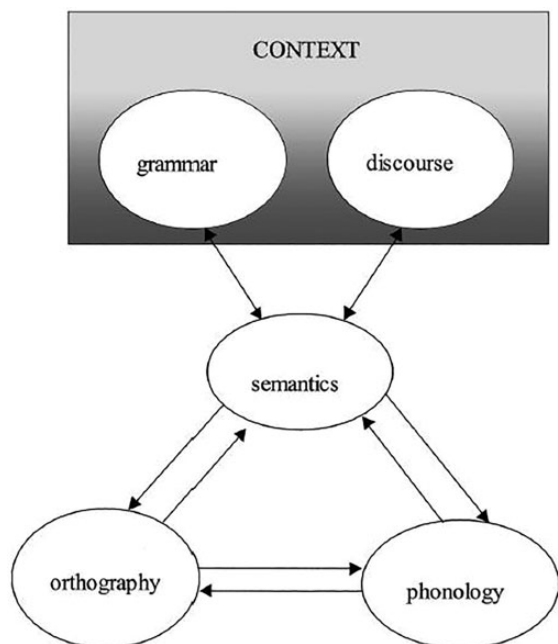 CONTEXT
grammar
discourse
semantics
orthography
phonology